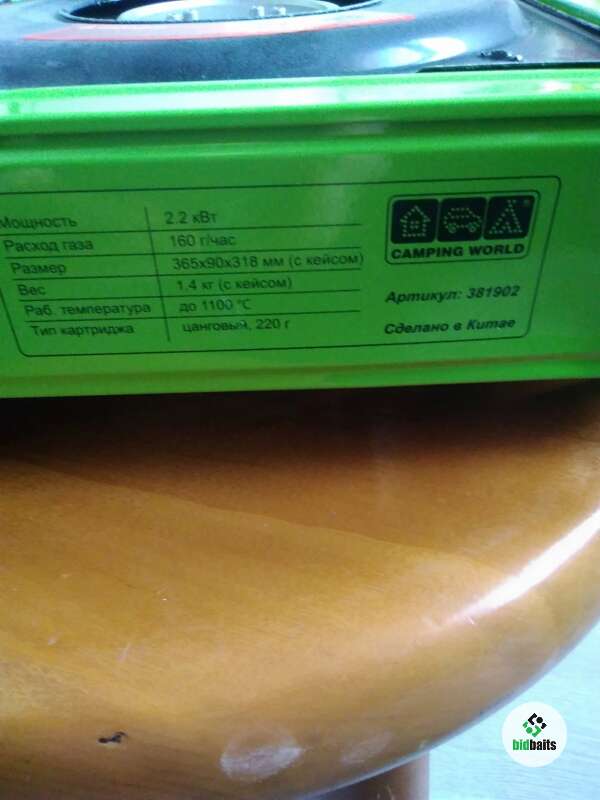 Мощность 2.2 кВт
Расход газа 160 г/час
Размер 365х90х318 мм (с кейсом)
Вес 1.4 кг (с кейсом)
Раб. температура до 1100 °C
Тип картриджа цанговый, 220 г
CAMPING WORLD
Артикул: 381902
Сделано в Китае
bidbaits